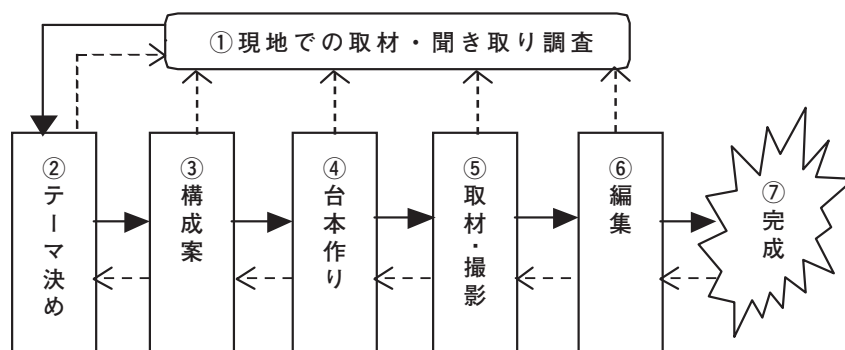 ①現地での取材・聞き取り調査
②テーマ決め
③構成案
④台本作り
⑤取材・撮影
⑥編集
⑦完成